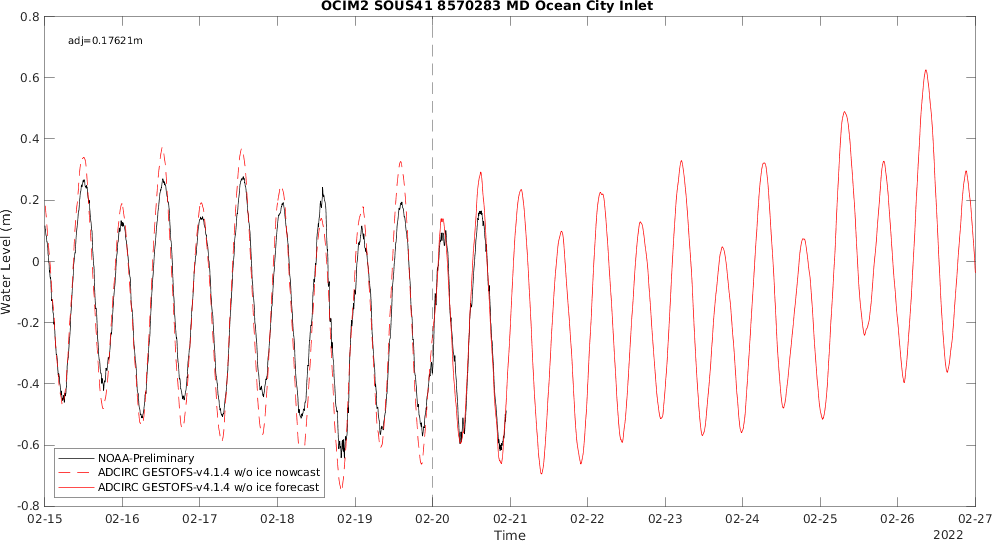 OCIM2 SOUS41 8570283 MD Ocean City Inlet
adj=0.17621m
0.8
0.6
0.4
0.2
0
-0.2
-0.4
-0.6
-0.8
Water Level (m)
NOAA-Preliminary
ADCIRC GESTOFS-v4.1.4 w/o ice nowcast
ADCIRC GESTOFS-v4.1.4 w/o ice forecast
02-15 02-16 02-17 02-18 02-19 02-20 02-21 02-22 02-23 02-24 02-25 02-26 02-27
Time
2022